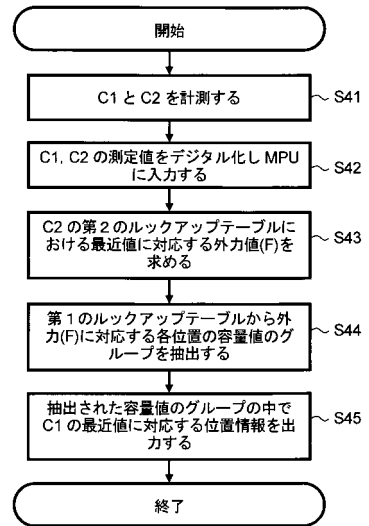 開始
C1 と C2 を計測する
S41
C1, C2 の測定値をデジタル化し MPU
に入力する
S42
C2 の第2のルックアップテーブルに
おける最近値に対応する外力値(F)を
求める
S43
第1のルックアップテーブルから外
力(F)に対応する各位置の容量値のグ
ループを抽出する
S44
抽出された容量値のグループの中で
C1 の最近値に対応する位置情報を出
力する
S45
終了